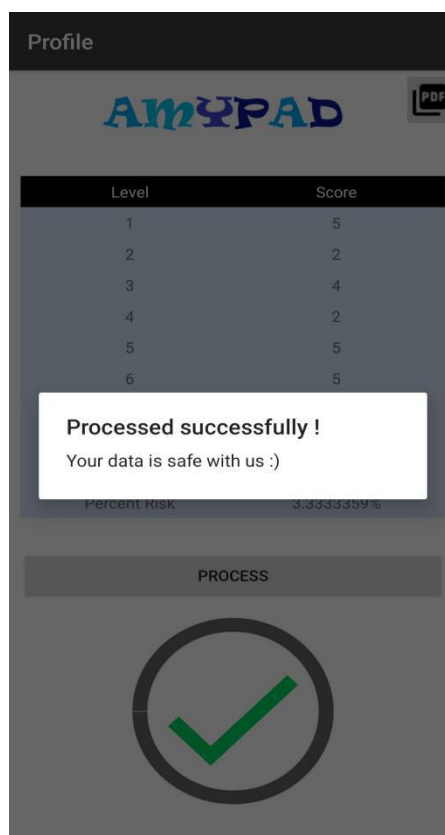 Profile
AMYPAD
PDF
Level Score
1 5
2 2
3 4
4 2
5 5
6 5
Processed successfully !
Your data is safe with us :)
Percent Risk 3.3333359%
PROCESS